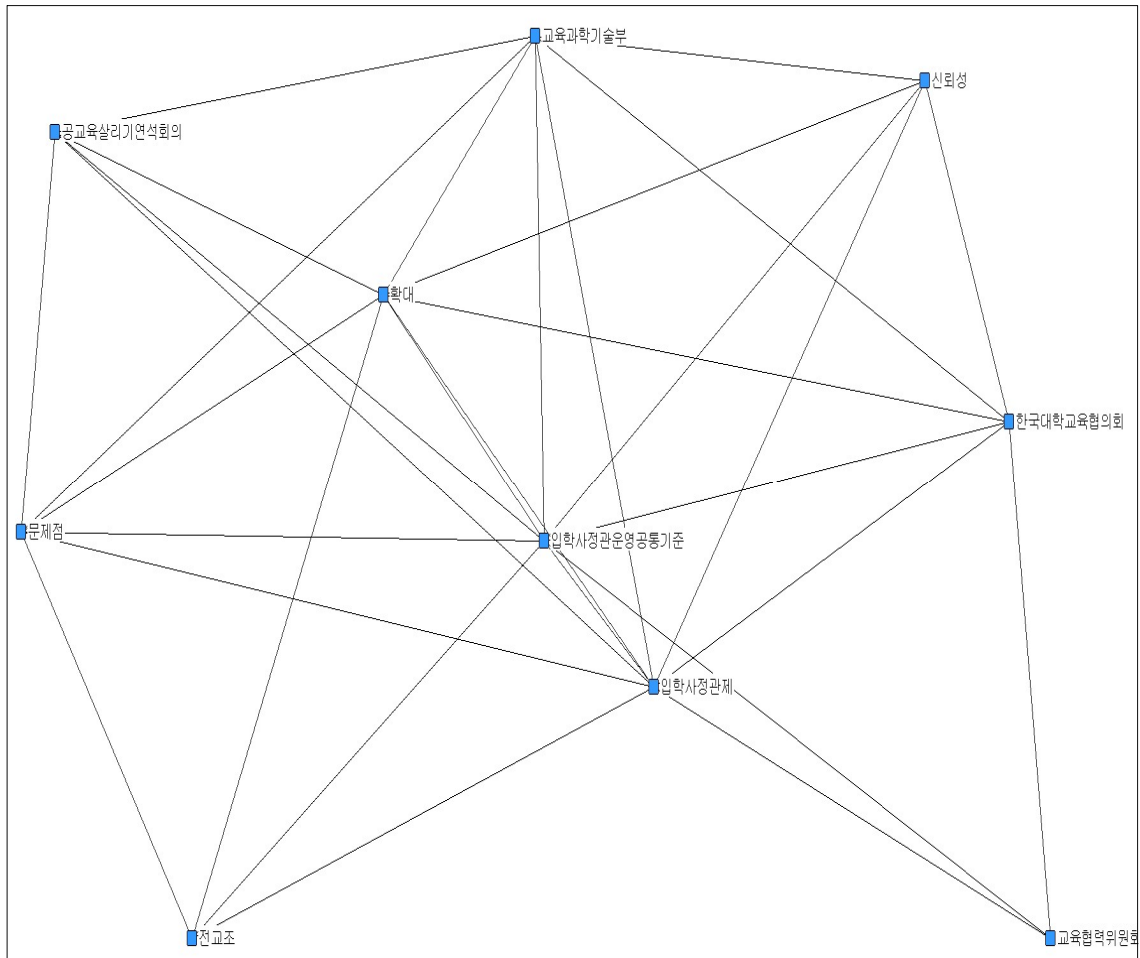 교육과학기술부
신뢰성
공교육살리기연석회의
확대
한국대학교육협의회
문제점
입학사정관운영공통기준
입학사정관제
전교조
교육협력위원회